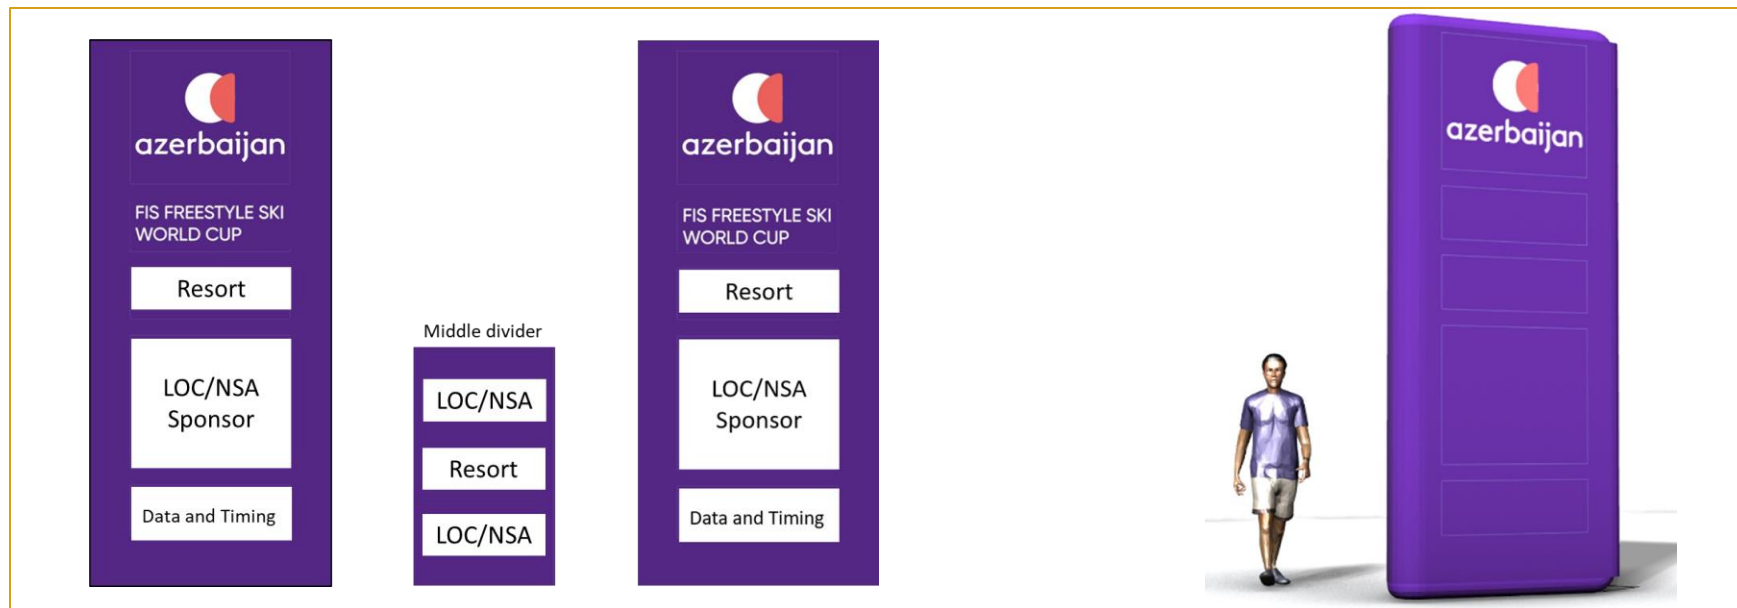 azerbaijan
FIS FREESTYLE SKI
WORLD CUP
Resort
LOC/NSA
Sponsor
Data and Timing
Middle divider
LOC/NSA
Resort
LOC/NSA
azerbaijan
FIS FREESTYLE SKI
WORLD CUP
Resort
LOC/NSA
Sponsor
Data and Timing
azerbaijan